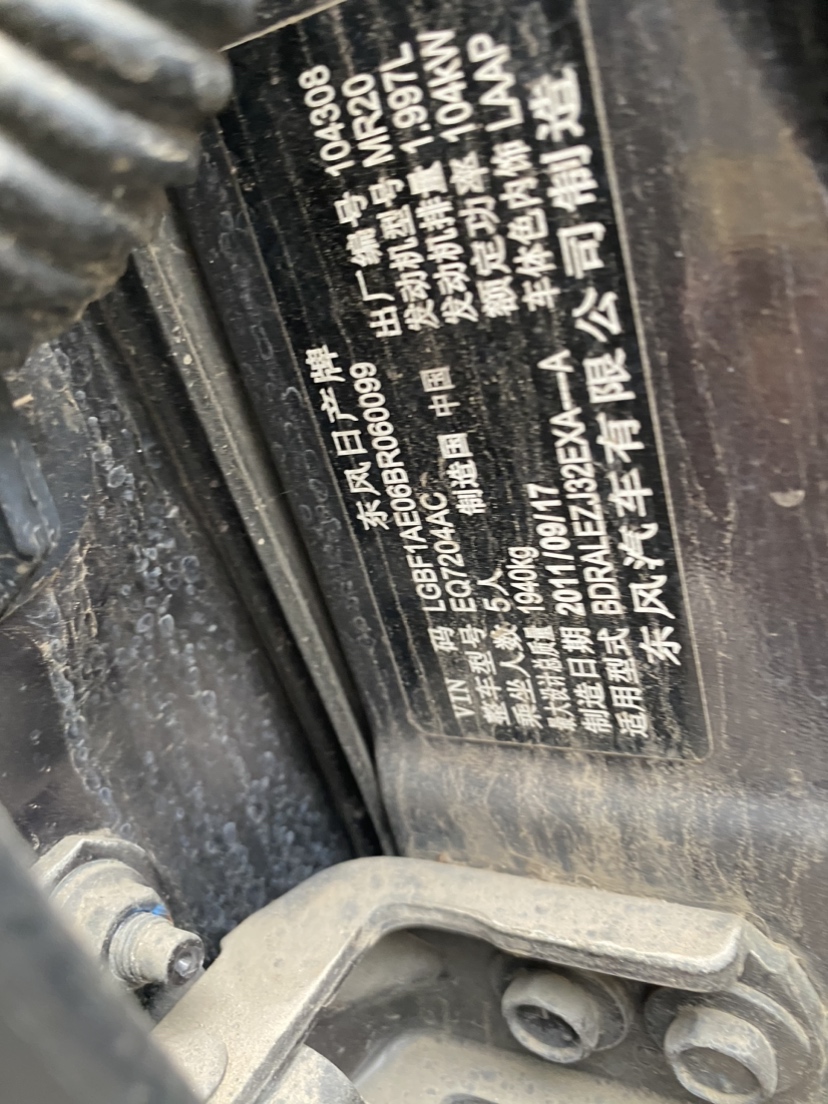 东风日产牌
VIN 码 LGBF1AE06BR060099 出厂编号 104308
整车型号 EQ7204AC 发动机型号 MR20
乘坐人数 5人 制造国 中国 发动机排量 1.997L
最大设计总质量 1940kg 额定功率 104KW
制造日期 2011/09/17 车体色内饰 LAAP
适用型式 BDRALEZJ32EXA—A
东风汽车有限公司制造